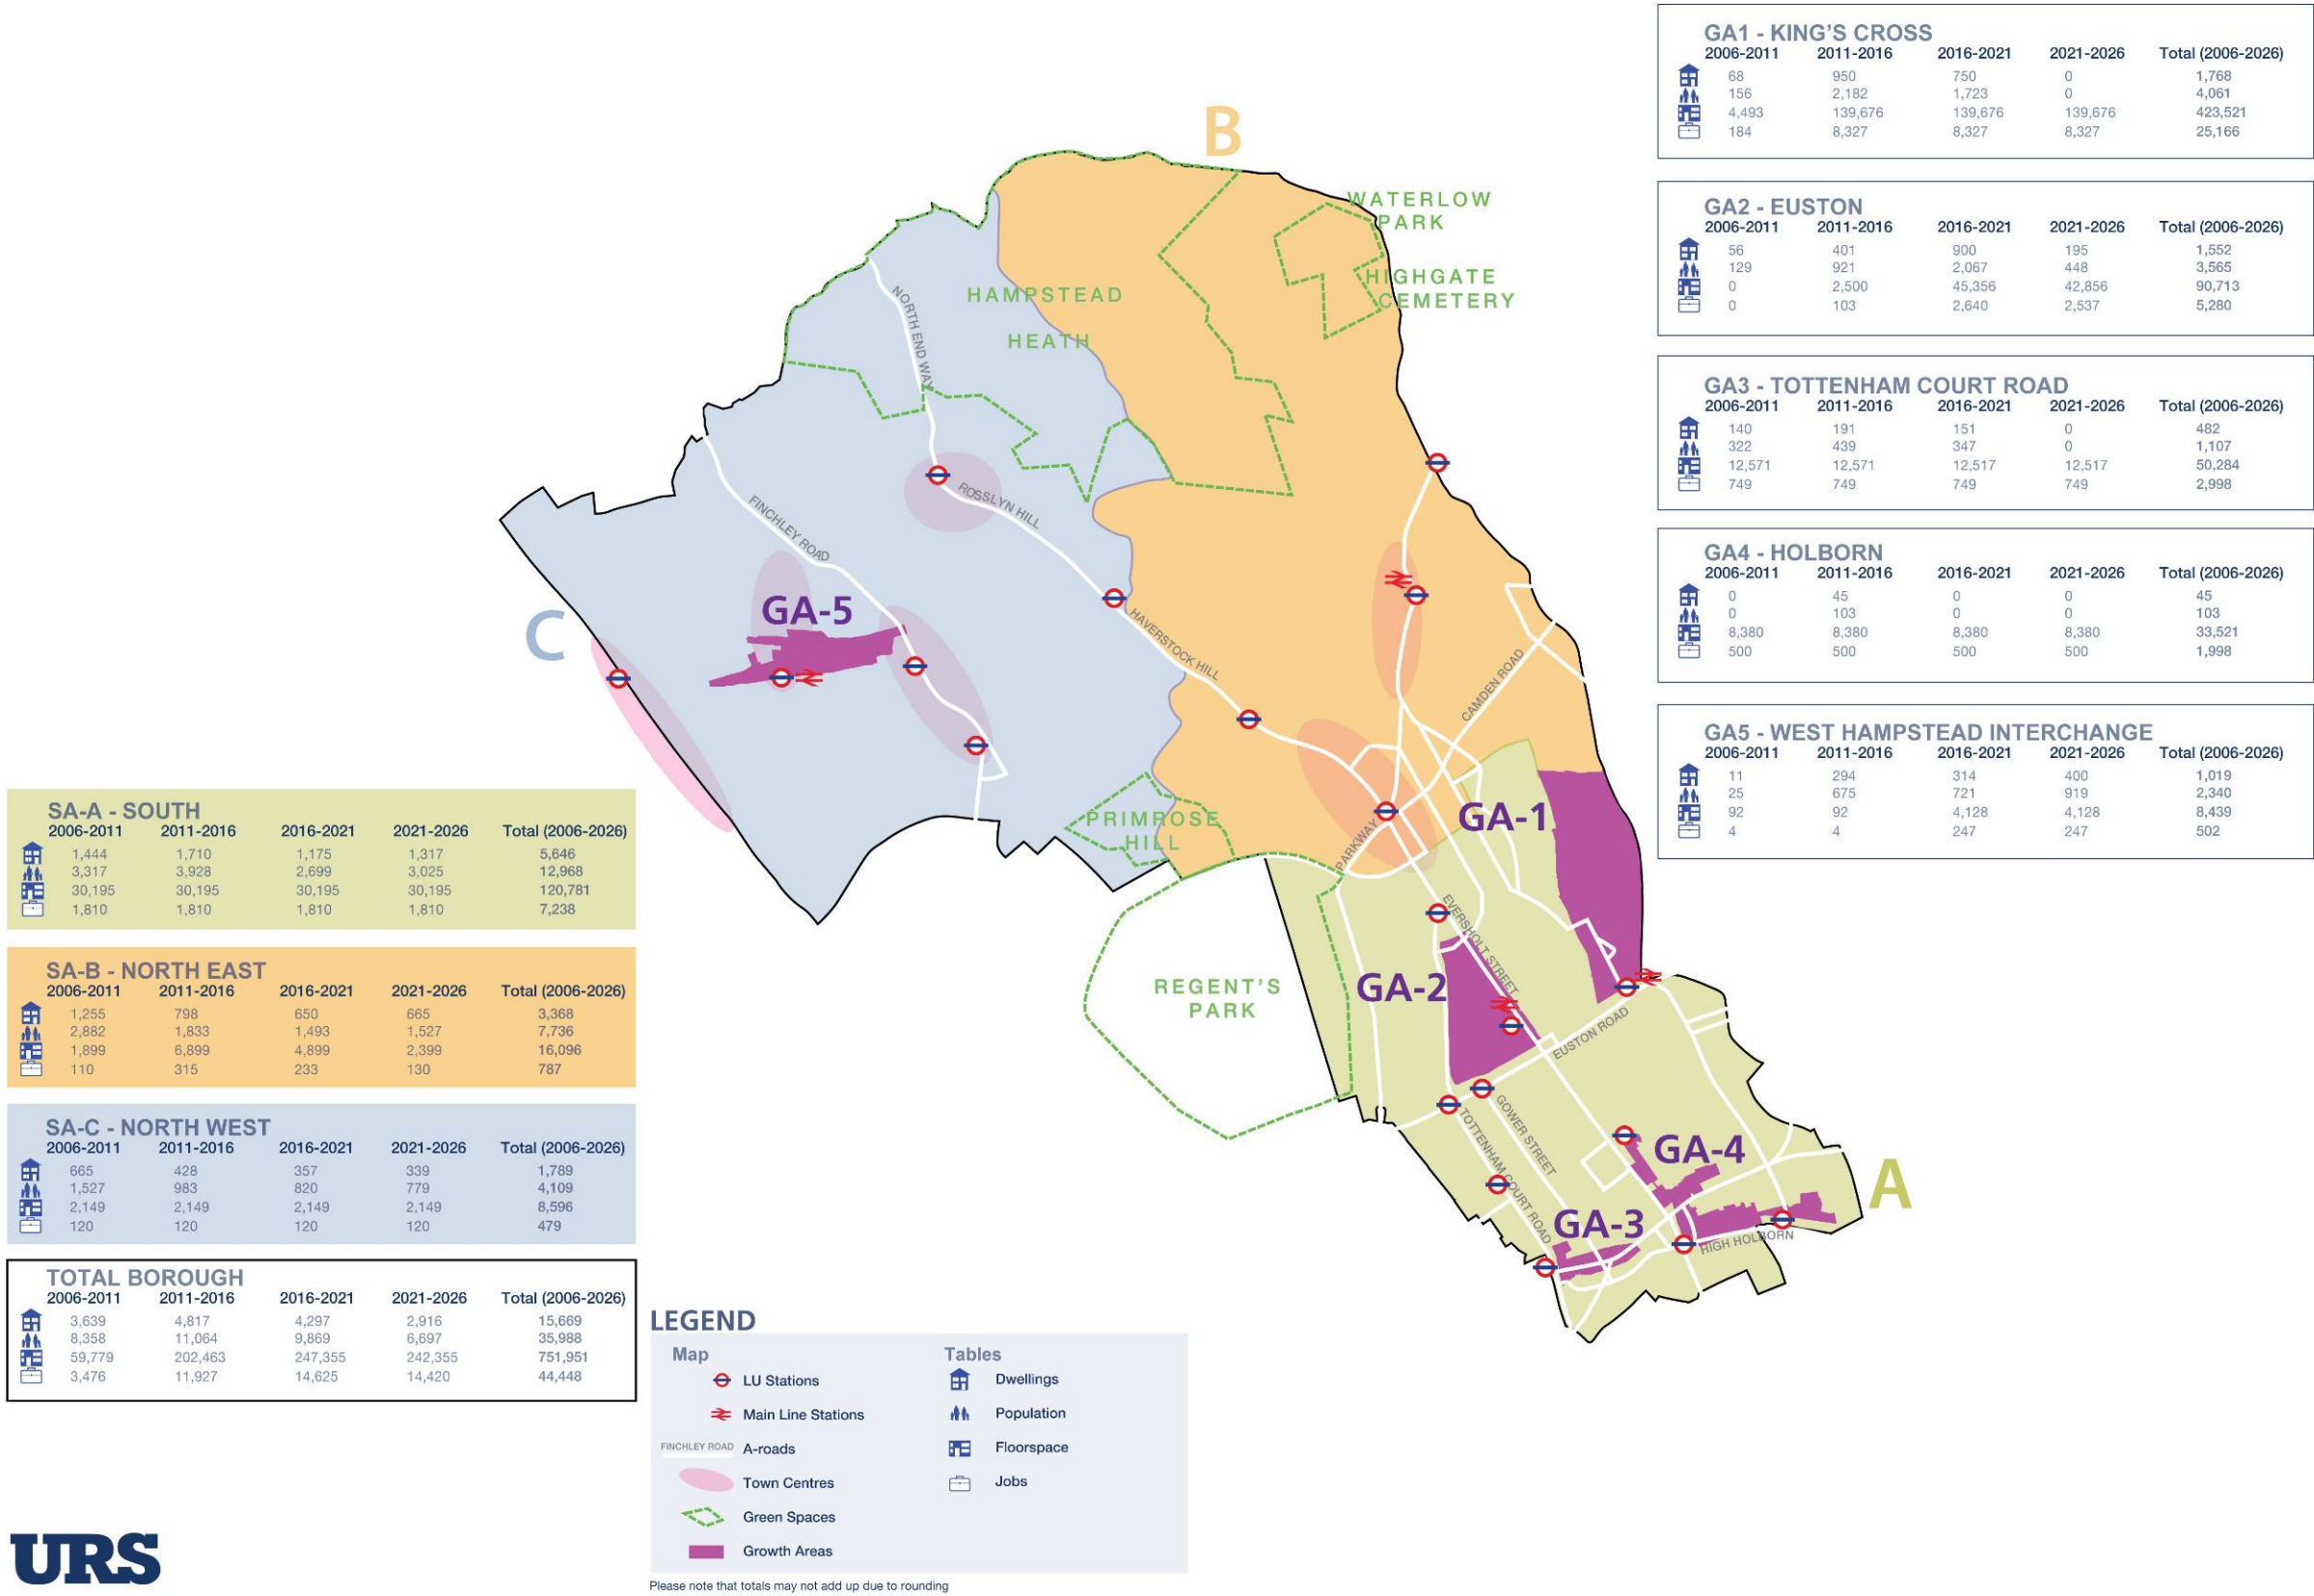 GA1 - KING'S CROSS
2006-2011 2011-2016 2016-2021 2021-2026 Total (2006-2026)
68 950 750 0 1,768
156 2,182 1,723 0 4,061
4,493 139,676 139,676 139,676 423,521
184 8,327 8,327 8,327 25,166
GA2 - EUSTON
2006-2011 2011-2016 2016-2021 2021-2026 Total (2006-2026)
56 401 900 195 1,552
129 921 2,067 448 3,565
0 2,500 45,356 42,856 90,713
0 103 2,640 2,537 5,280
GA3 - TOTTENHAM COURT ROAD
2006-2011 2011-2016 2016-2021 2021-2026 Total (2006-2026)
140 191 151 0 482
322 439 347 0 1,107
12,571 12,571 12,517 12,517 50,284
749 749 749 749 2,998
GA4 - HOLBORN
2006-2011 2011-2016 2016-2021 2021-2026 Total (2006-2026)
0 45 0 0 45
0 103 0 0 103
8,380 8,380 8,380 8,380 33,521
500 500 500 500 1,998
GA5 - WEST HAMPSTEAD INTERCHANGE
2006-2011 2011-2016 2016-2021 2021-2026 Total (2006-2026)
11 294 314 400 1,019
25 675 721 919 2,340
92 92 4,128 4,128 8,439
4 4 247 247 502
B
WATERLOW
PARK
HIGHGATE
CEMETERY
HAMPSTEAD
HEATH
NORTH END WAY
ROSSLYN HILL
FINCHLEY ROAD
GA-5
C
HAVERSTOCK HILL
CAMDEN ROAD
PRIMROSE
HILL
PARKWAY
GA-1
EVERSHOLT STREET
GA-2
REGENT'S
PARK
EUSTON ROAD
GOWER STREET
TOTTENHAM COURT ROAD
GA-4
A
GA-3
HIGH HOLBORN
SA-A - SOUTH
2006-2011 2011-2016 2016-2021 2021-2026 Total (2006-2026)
1,444 1,710 1,175 1,317 5,646
3,317 3,928 2,699 3,025 12,968
30,195 30,195 30,195 30,195 120,781
1,810 1,810 1,810 1,810 7,238
SA-B - NORTH EAST
2006-2011 2011-2016 2016-2021 2021-2026 Total (2006-2026)
1,255 798 650 665 3,368
2,882 1,833 1,493 1,527 7,736
1,899 6,899 4,899 2,399 16,096
110 315 233 130 787
SA-C - NORTH WEST
2006-2011 2011-2016 2016-2021 2021-2026 Total (2006-2026)
665 428 357 339 1,789
1,527 983 820 779 4,109
2,149 2,149 2,149 2,149 8,596
120 120 120 120 479
TOTAL BOROUGH
2006-2011 2011-2016 2016-2021 2021-2026 Total (2006-2026)
3,639 4,817 4,297 2,916 15,669
8,358 11,064 9,869 6,697 35,988
59,779 202,463 247,355 242,355 751,951
3,476 11,927 14,625 14,420 44,448
LEGEND
Map Tables
LU Stations Dwellings
Main Line Stations Population
FINCHLEY ROAD A-roads Floorspace
Town Centres Jobs
Green Spaces
Growth Areas
Please note that totals may not add up due to rounding
URS